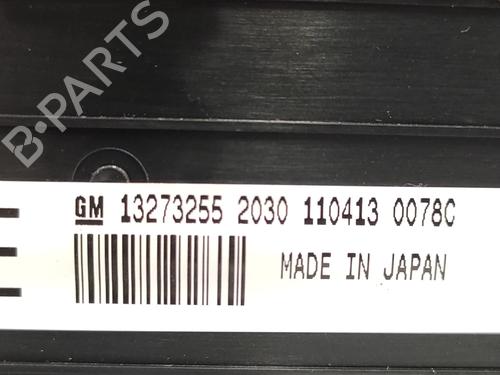 B-PARTS
GM 13273255 2030 110413 0078C
MADE IN JAPAN